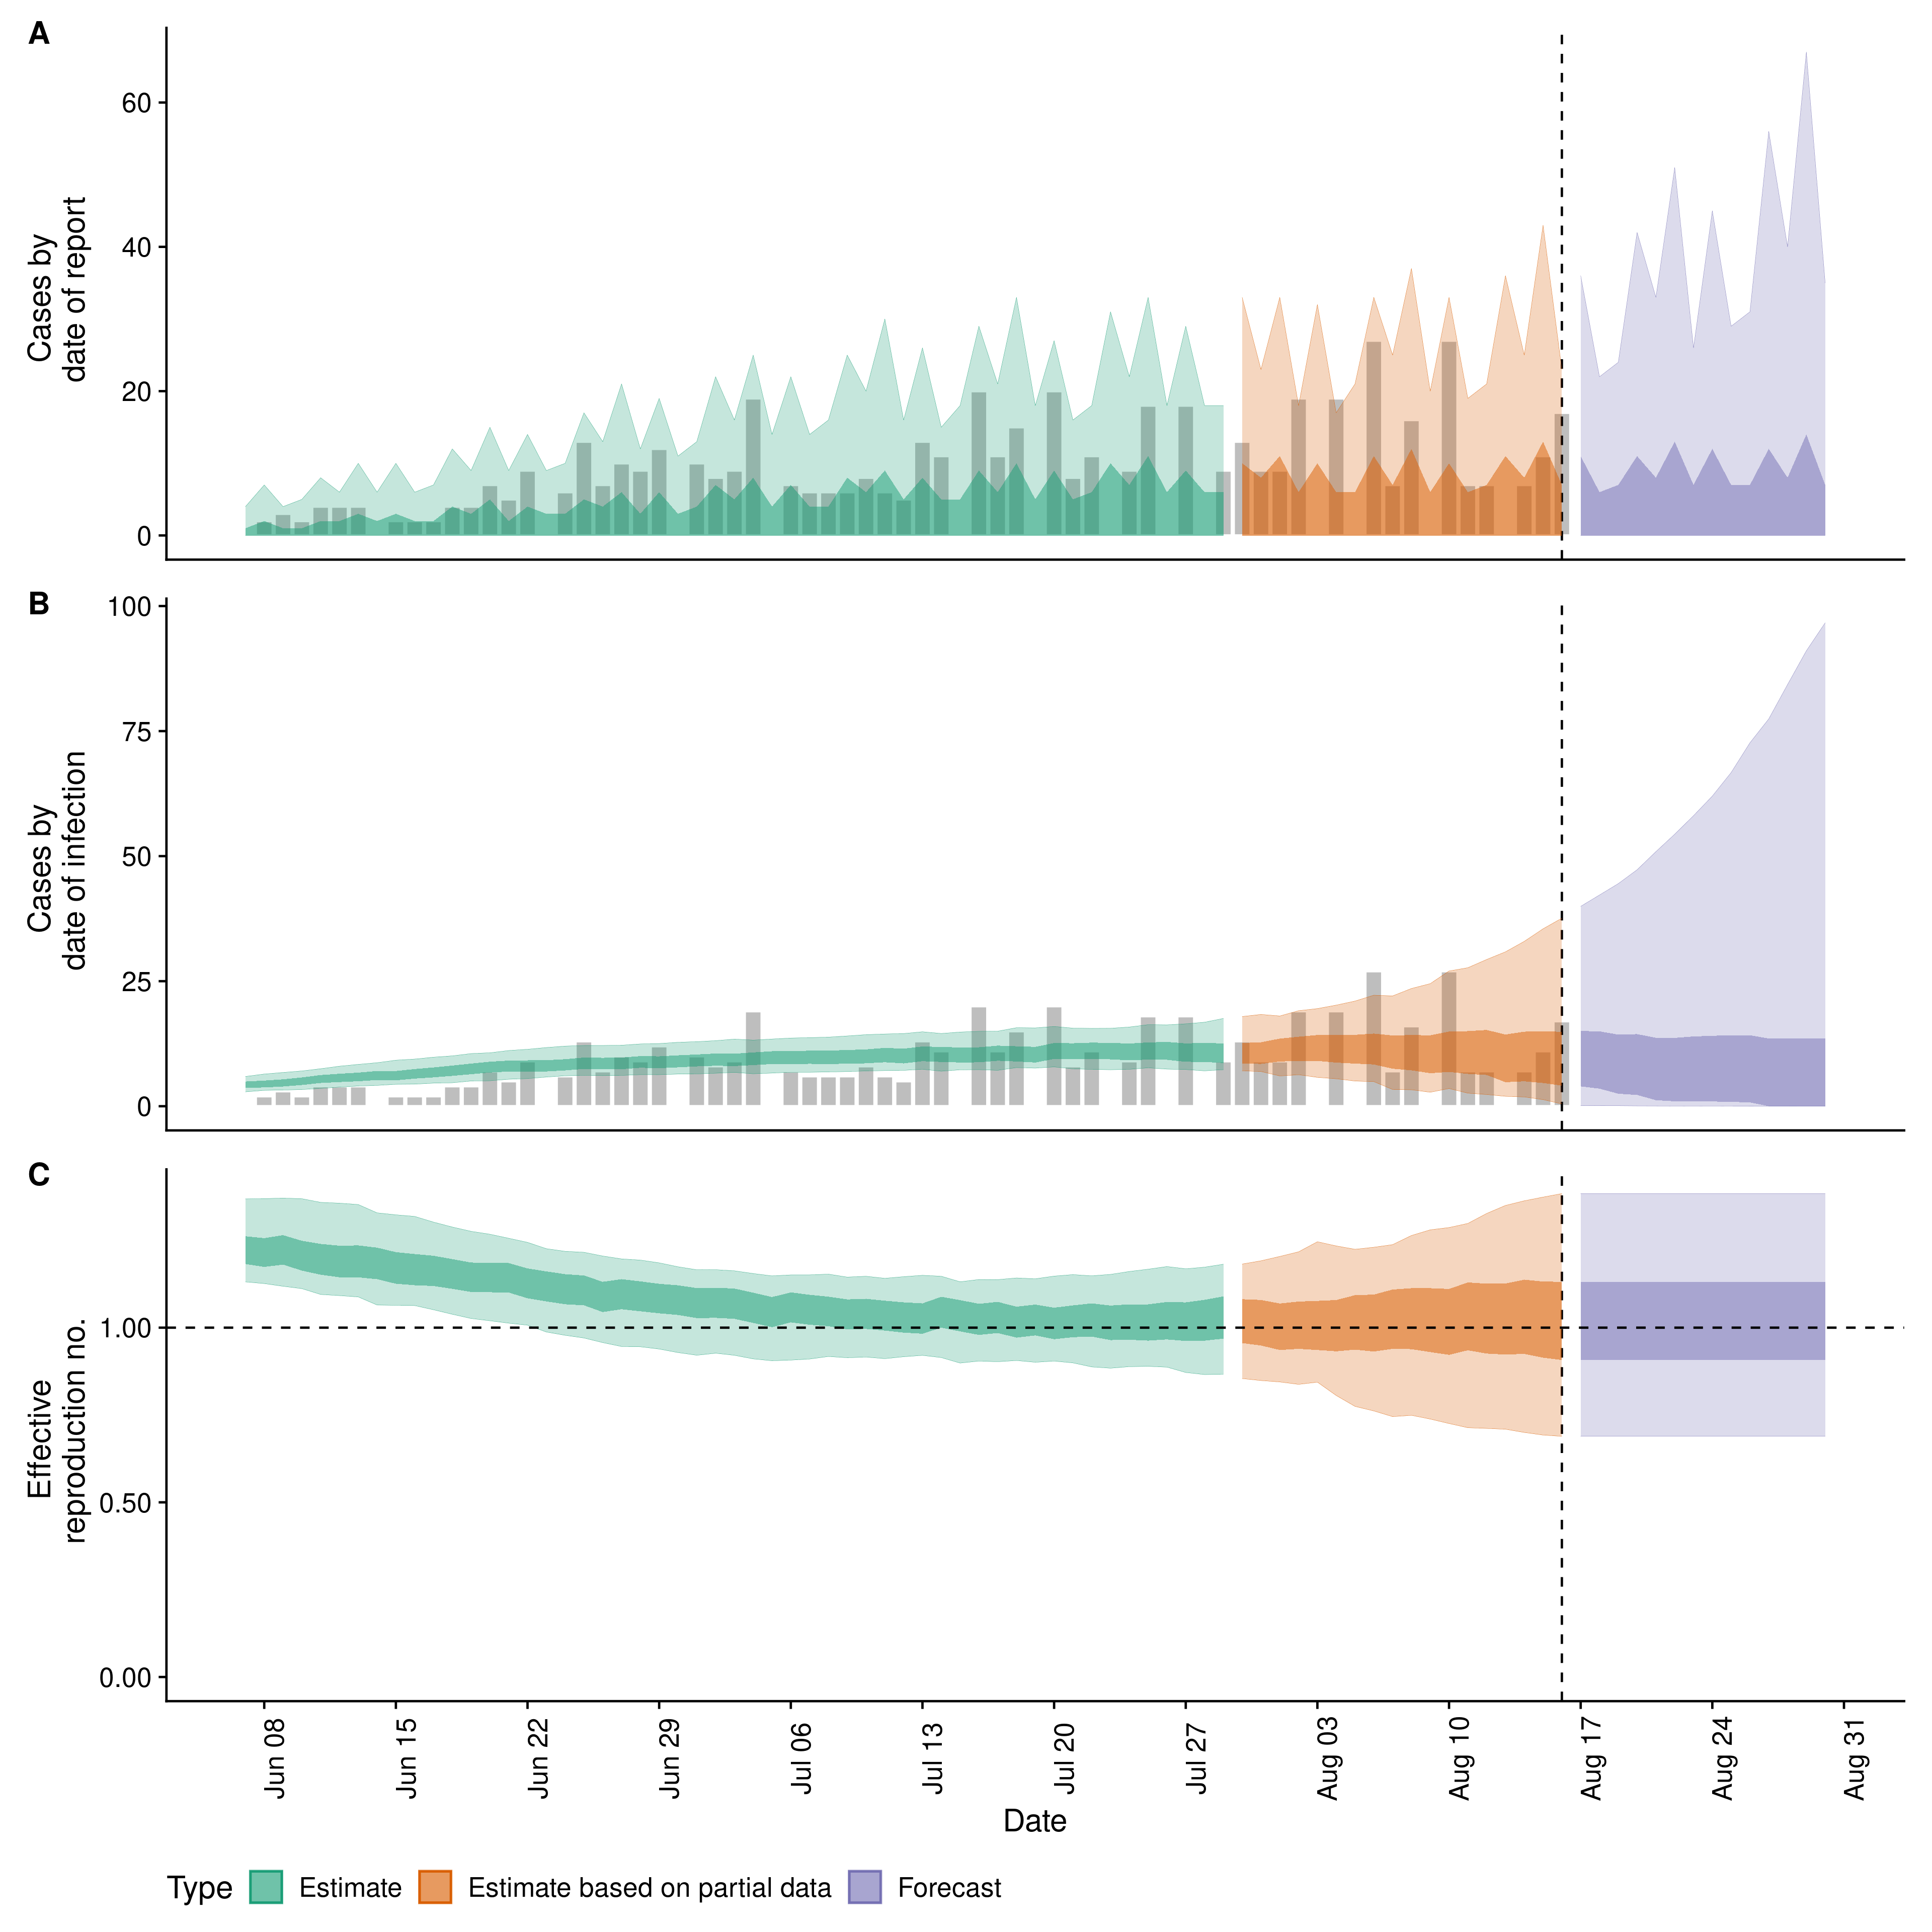 A
Cases by
date of report
60
40
20
0
B
Cases by
date of infection
100
75
50
25
0
C
Effective
reproduction no.
1.00
0.50
0.00
Jun 08
Jun 15
Jun 22
Jun 29
Jul 06
Jul 13
Jul 20
Jul 27
Aug 03
Aug 10
Aug 17
Aug 24
Aug 31
Date
Type Estimate Estimate based on partial data Forecast